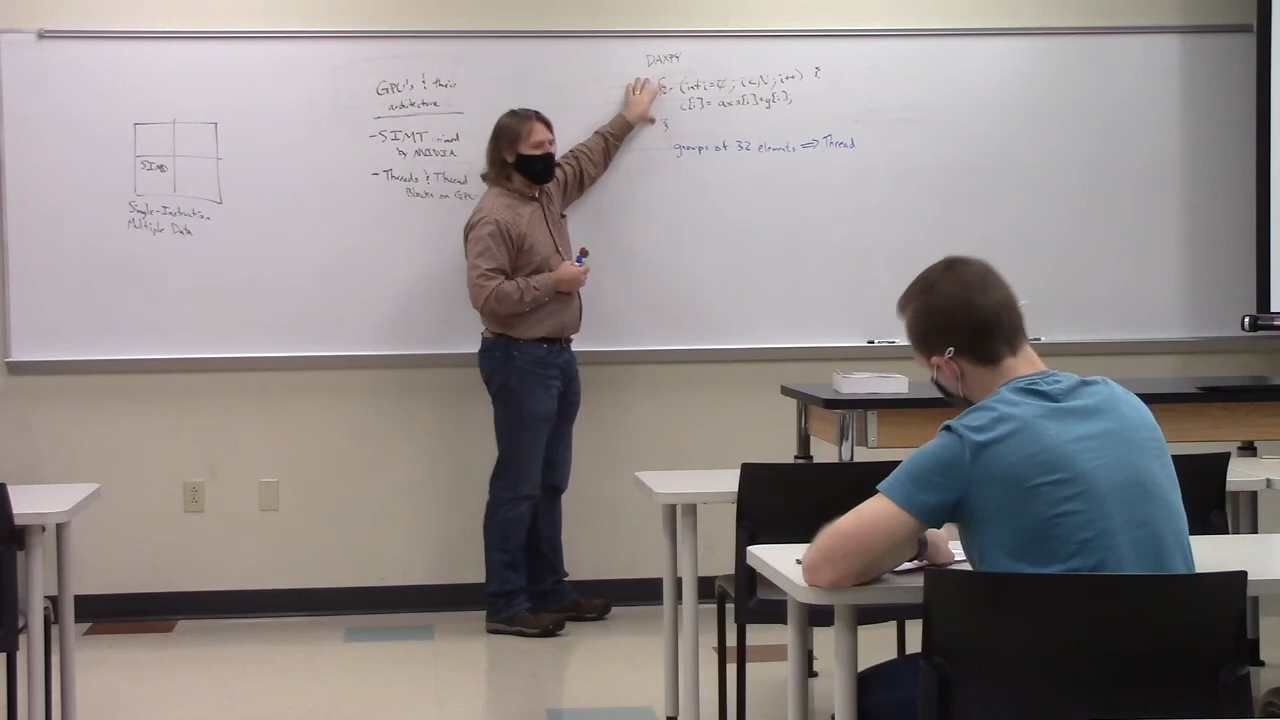 SIMD
Single-Instruction
Multiple Data
GPU's & their
architecture
-SIMT coined
by NVIDIA
-Threads & Thread
Blocks on GPU
DAXPY
for (int i=0; i<N; i++) {
c[i]= a*x[i]+y[i];
}
groups of 32 elements => Thread